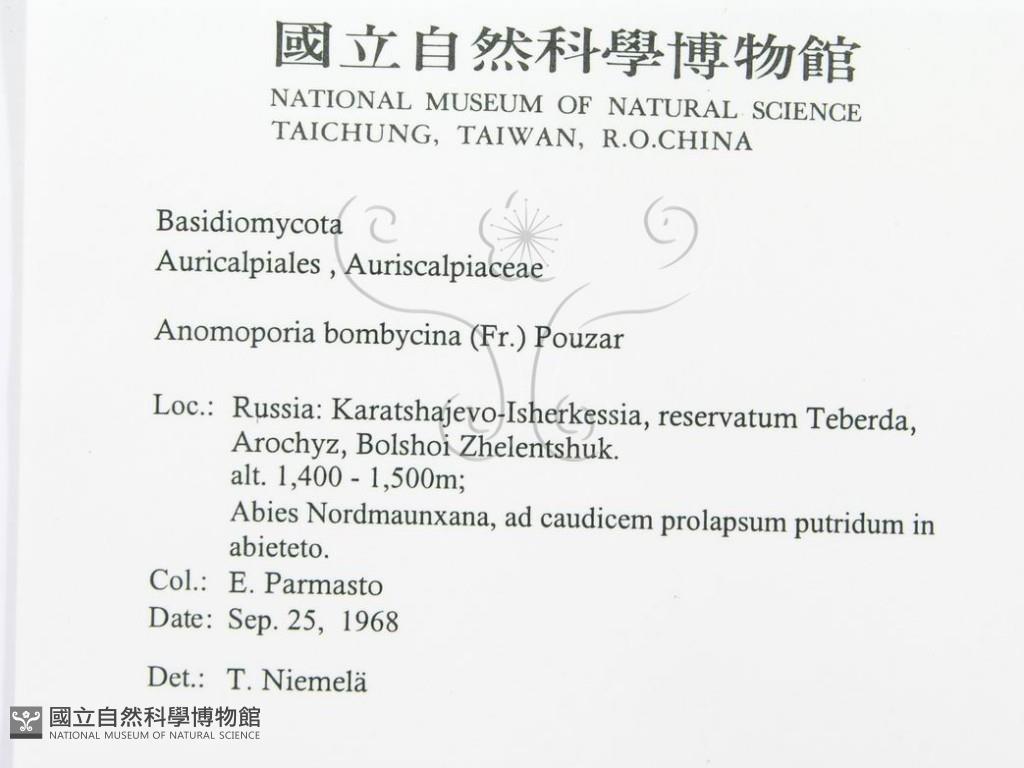 國立自然科學博物館
NATIONAL MUSEUM OF NATURAL SCIENCE
TAICHUNG, TAIWAN, R.O.CHINA
Basidiomycota
Auricalpiales , Auriscalpiaceae
Anomoporia bombycina (Fr.) Pouzar
Loc.: Russia: Karatshajevo-Isherkessia, reservatum Teberda,
Arochyz, Bolshoi Zhelentshuk.
alt. 1,400 - 1,500m;
Abies Nordmaunxana, ad caudicem prolapsum putridum in
abieteto.
Col.: E. Parmasto
Date: Sep. 25, 1968
Det.: T. Niemelä
國立自然科學博物館
NATIONAL MUSEUM OF NATURAL SCIENCE